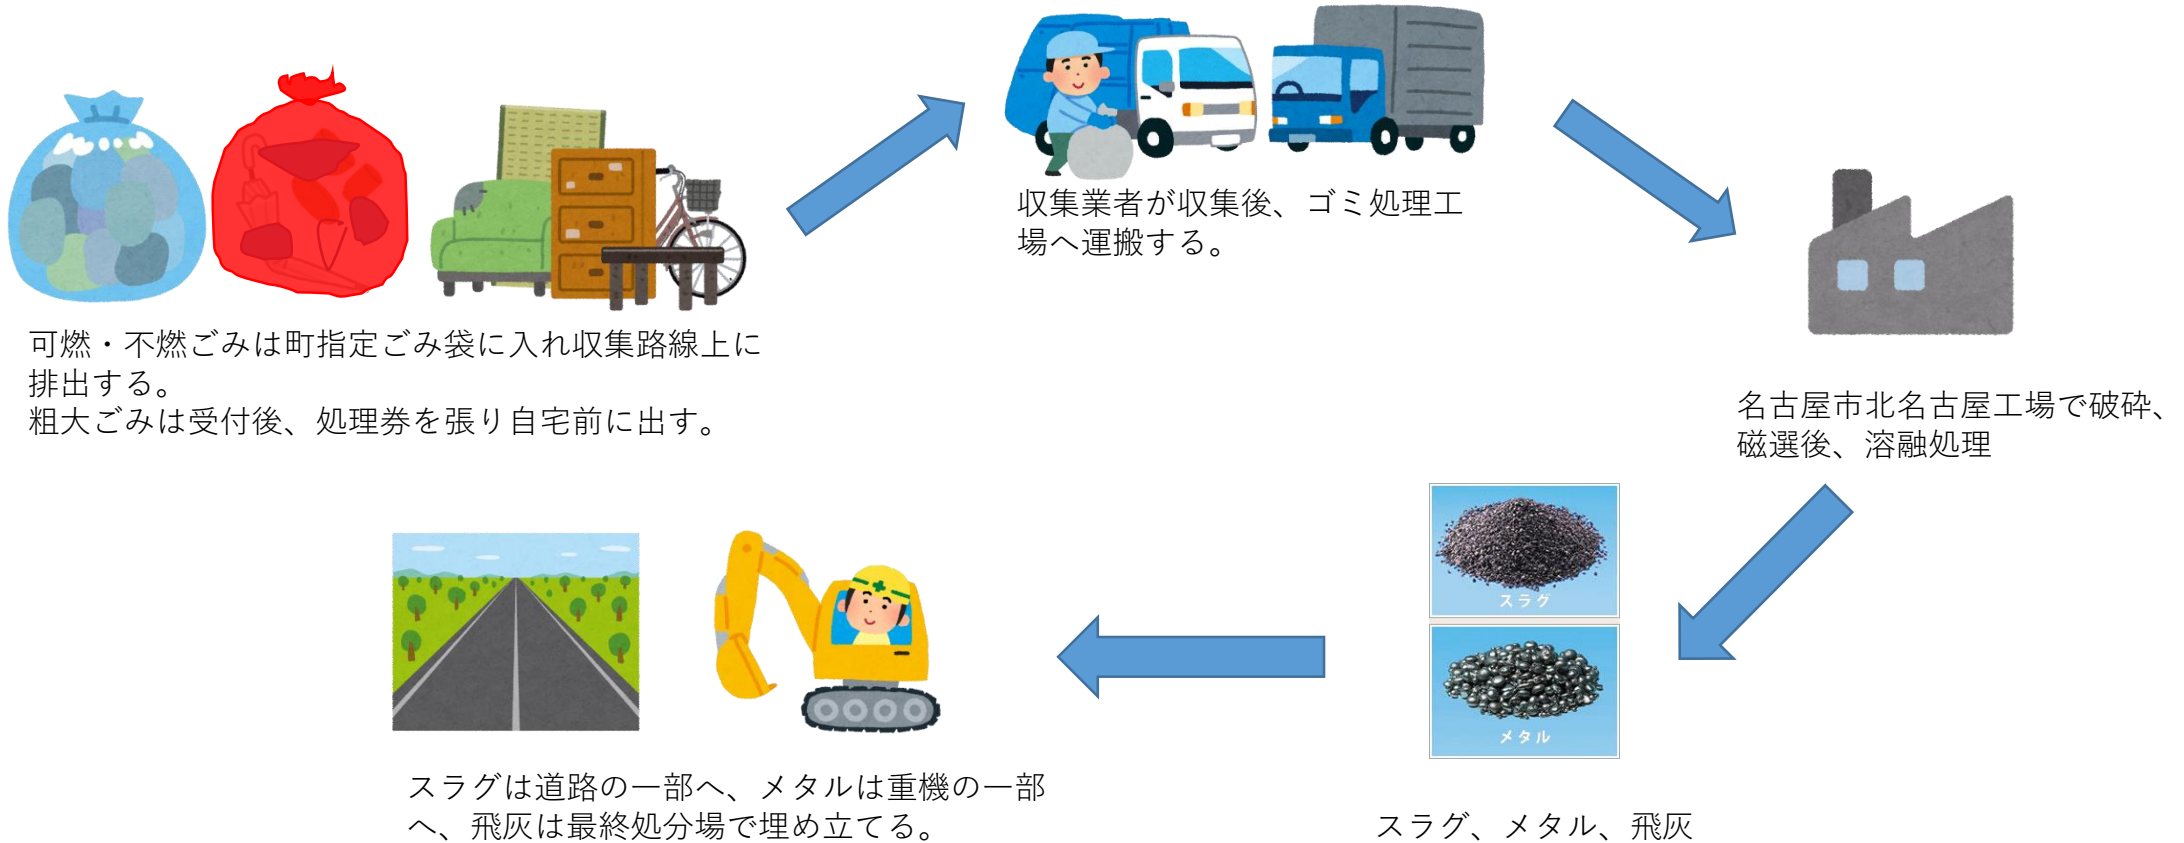 可燃・不燃ごみは町指定ごみ袋に入れ収集路線上に
排出する。
粗大ごみは受付後、処理券を張り自宅前に出す。
収集業者が収集後、ゴミ処理工
場へ運搬する。
名古屋市北名古屋工場で破砕、
磁選後、溶融処理
スラグ
メタル
スラグ、メタル、飛灰
スラグは道路の一部へ、メタルは重機の一部
へ、飛灰は最終処分場で埋め立てる。